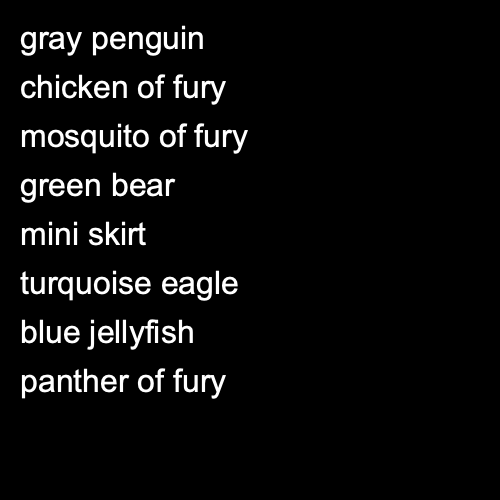 gray penguin
chicken of fury
mosquito of fury
green bear
mini skirt
turquoise eagle
blue jellyfish
panther of fury